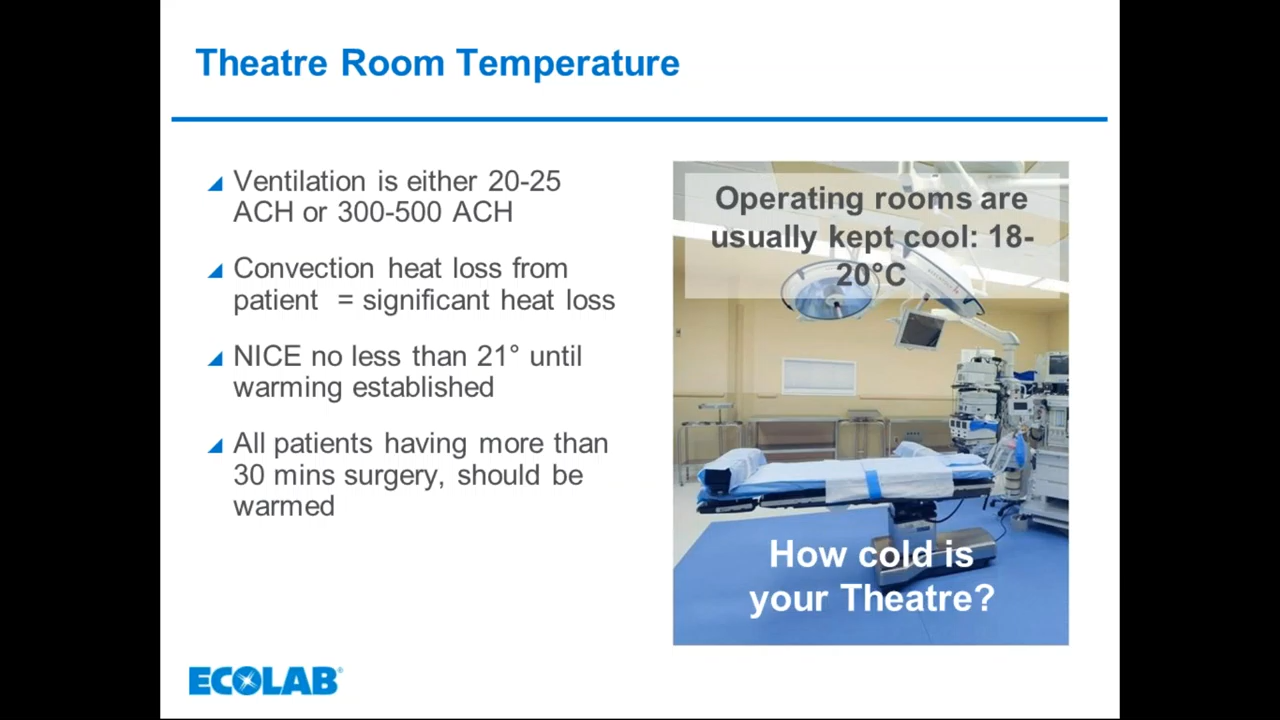 Theatre Room Temperature
Ventilation is either 20-25
ACH or 300-500 ACH
Convection heat loss from
patient = significant heat loss
NICE no less than 21° until
warming established
All patients having more than
30 mins surgery, should be
warmed
Operating rooms are
usually kept cool: 18-
20°C
How cold is
your Theatre?
ECOLAB®